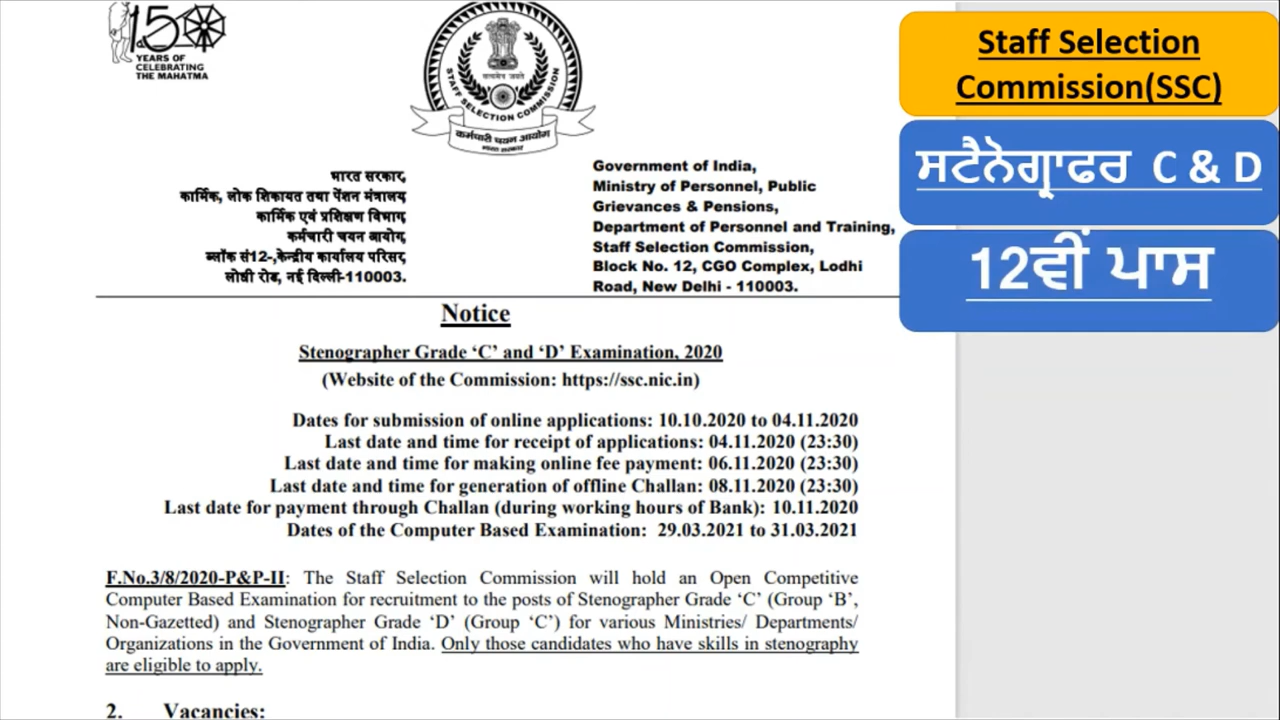 150
YEARS OF
CELEBRATING
THE MAHATMA
सत्यमेव जयते
STAFF SELECTION COMMISSION
कर्मचारी चयन आयोग
भारत सरकार
भारत सरकार,
कार्मिक, लोक शिकायत तथा पेंशन मंत्रालय,
कार्मिक एवं प्रशिक्षण विभाग,
कर्मचारी चयन आयोग,
ब्लॉक सं12-,केन्द्रीय कार्यालय परिसर,
लोधी रोड, नई दिल्ली-110003.
Government of India,
Ministry of Personnel, Public
Grievances & Pensions,
Department of Personnel and Training,
Staff Selection Commission,
Block No. 12, CGO Complex, Lodhi
Road, New Delhi - 110003.
Notice
Stenographer Grade ‘C’ and ‘D’ Examination, 2020
(Website of the Commission: https://ssc.nic.in)
Dates for submission of online applications: 10.10.2020 to 04.11.2020
Last date and time for receipt of applications: 04.11.2020 (23:30)
Last date and time for making online fee payment: 06.11.2020 (23:30)
Last date and time for generation of offline Challan: 08.11.2020 (23:30)
Last date for payment through Challan (during working hours of Bank): 10.11.2020
Dates of the Computer Based Examination: 29.03.2021 to 31.03.2021
F.No.3/8/2020-P&P-II: The Staff Selection Commission will hold an Open Competitive
Computer Based Examination for recruitment to the posts of Stenographer Grade ‘C’ (Group ‘B’,
Non-Gazetted) and Stenographer Grade ‘D’ (Group ‘C’) for various Ministries/ Departments/
Organizations in the Government of India. Only those candidates who have skills in stenography
are eligible to apply.
2. Vacancies:
Staff Selection
Commission(SSC)
ਸਟੈਨੋਗ੍ਰਾਫਰ C & D
12ਵੀਂ ਪਾਸ